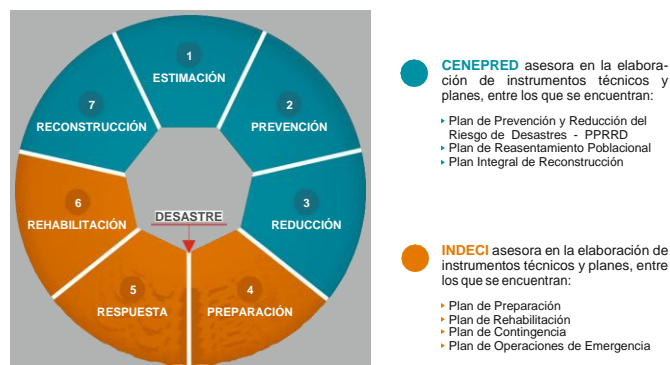 1
ESTIMACIÓN
2
PREVENCIÓN
3
REDUCCIÓN
4
PREPARACIÓN
5
RESPUESTA
6
REHABILITACIÓN
7
RECONSTRUCCIÓN
DESASTRE
CENEPRED asesora en la elabora-
ción de instrumentos técnicos y
planes, entre los que se encuentran:
Plan de Prevención y Reducción del
Riesgo de Desastres - PPRRD
Plan de Reasentamiento Poblacional
Plan Integral de Reconstrucción
INDECI asesora en la elaboración de
instrumentos técnicos y planes, entre
los que se encuentran:
Plan de Preparación
Plan de Rehabilitación
Plan de Contingencia
Plan de Operaciones de Emergencia